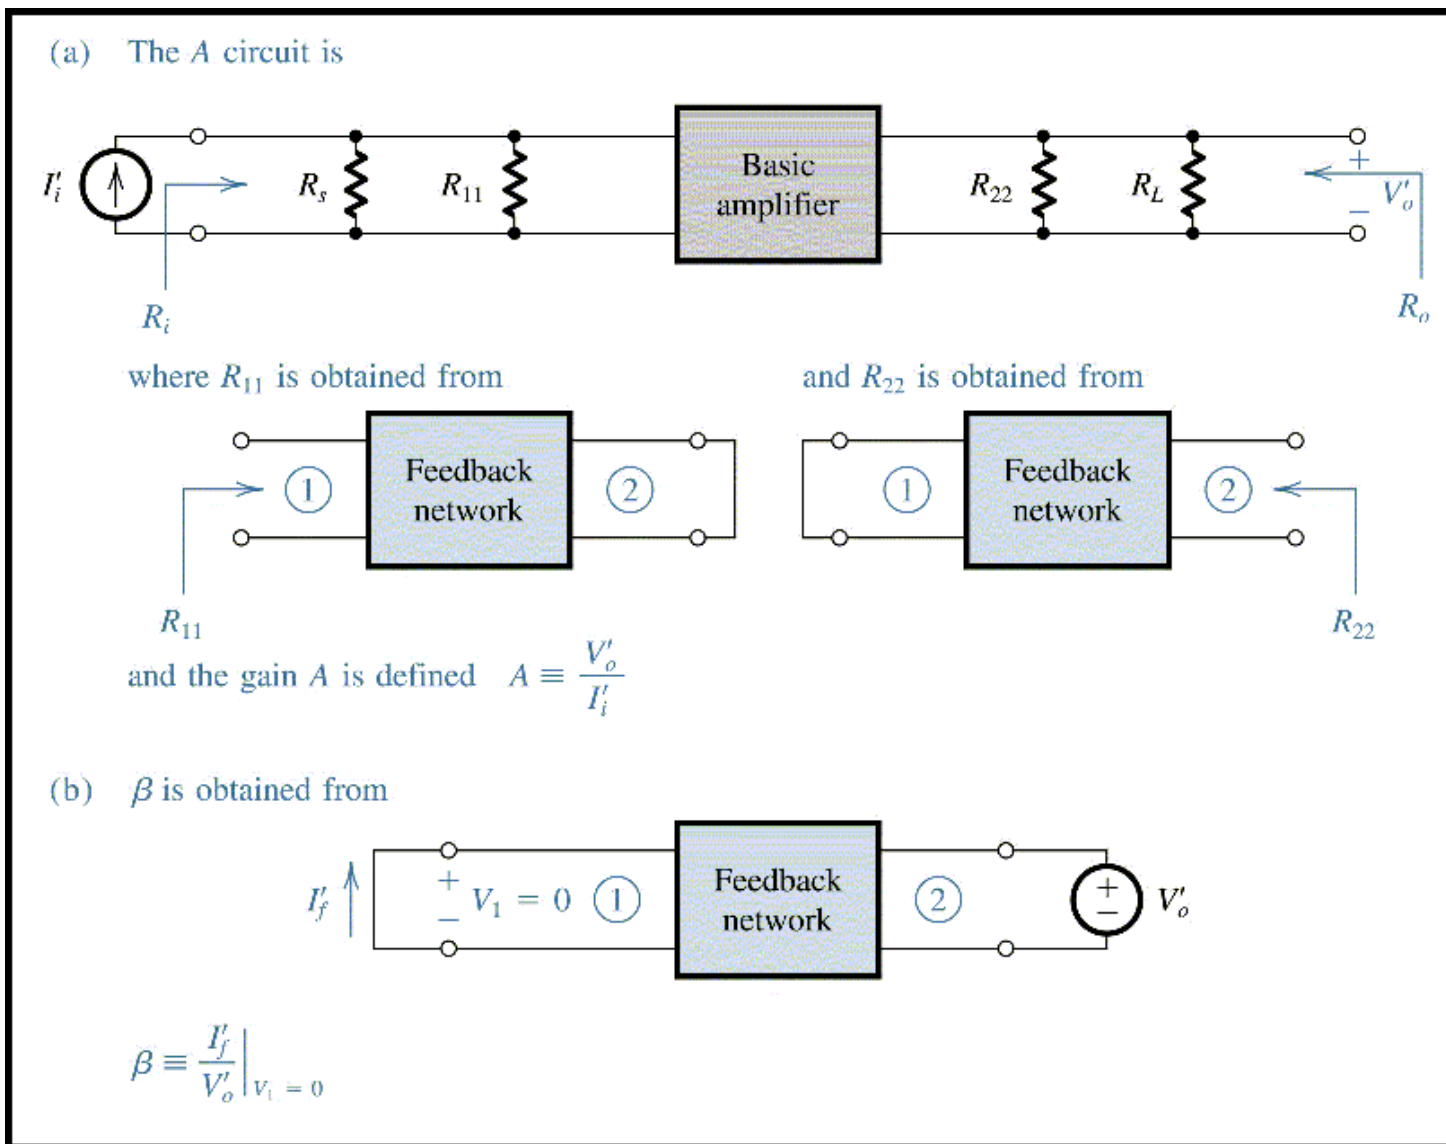 (a) The A circuit is
I′i
Rs
R11
Basic
amplifier
R22
RL
+
V′o
−
Ri
Ro
where R11 is obtained from
and R22 is obtained from
1
Feedback
network
2
1
Feedback
network
2
R11
R22
and the gain A is defined A ≡ V′o / I′i
(b) β is obtained from
I′f
+
− V1 = 0
1
Feedback
network
2
+
−
V′o
β ≡ I′f / V′o | V1 = 0